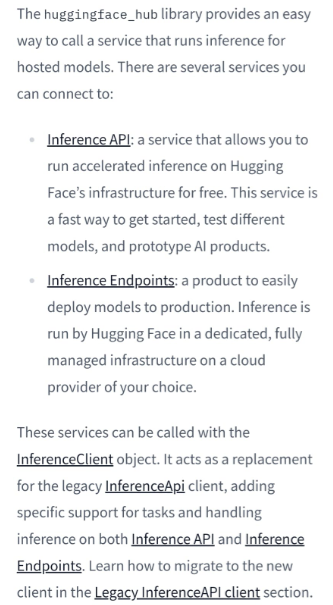 The huggingface_hub library provides an easy
way to call a service that runs inference for
hosted models. There are several services you
can connect to:
Inference API: a service that allows you to
run accelerated inference on Hugging
Face's infrastructure for free. This service is
a fast way to get started, test different
models, and prototype AI products.
Inference Endpoints: a product to easily
deploy models to production. Inference is
run by Hugging Face in a dedicated, fully
managed infrastructure on a cloud
provider of your choice.
These services can be called with the
InferenceClient object. It acts as a replacement
for the legacy InferenceApi client, adding
specific support for tasks and handling
inference on both Inference API and Inference
Endpoints. Learn how to migrate to the new
client in the Legacy InferenceAPI client section.